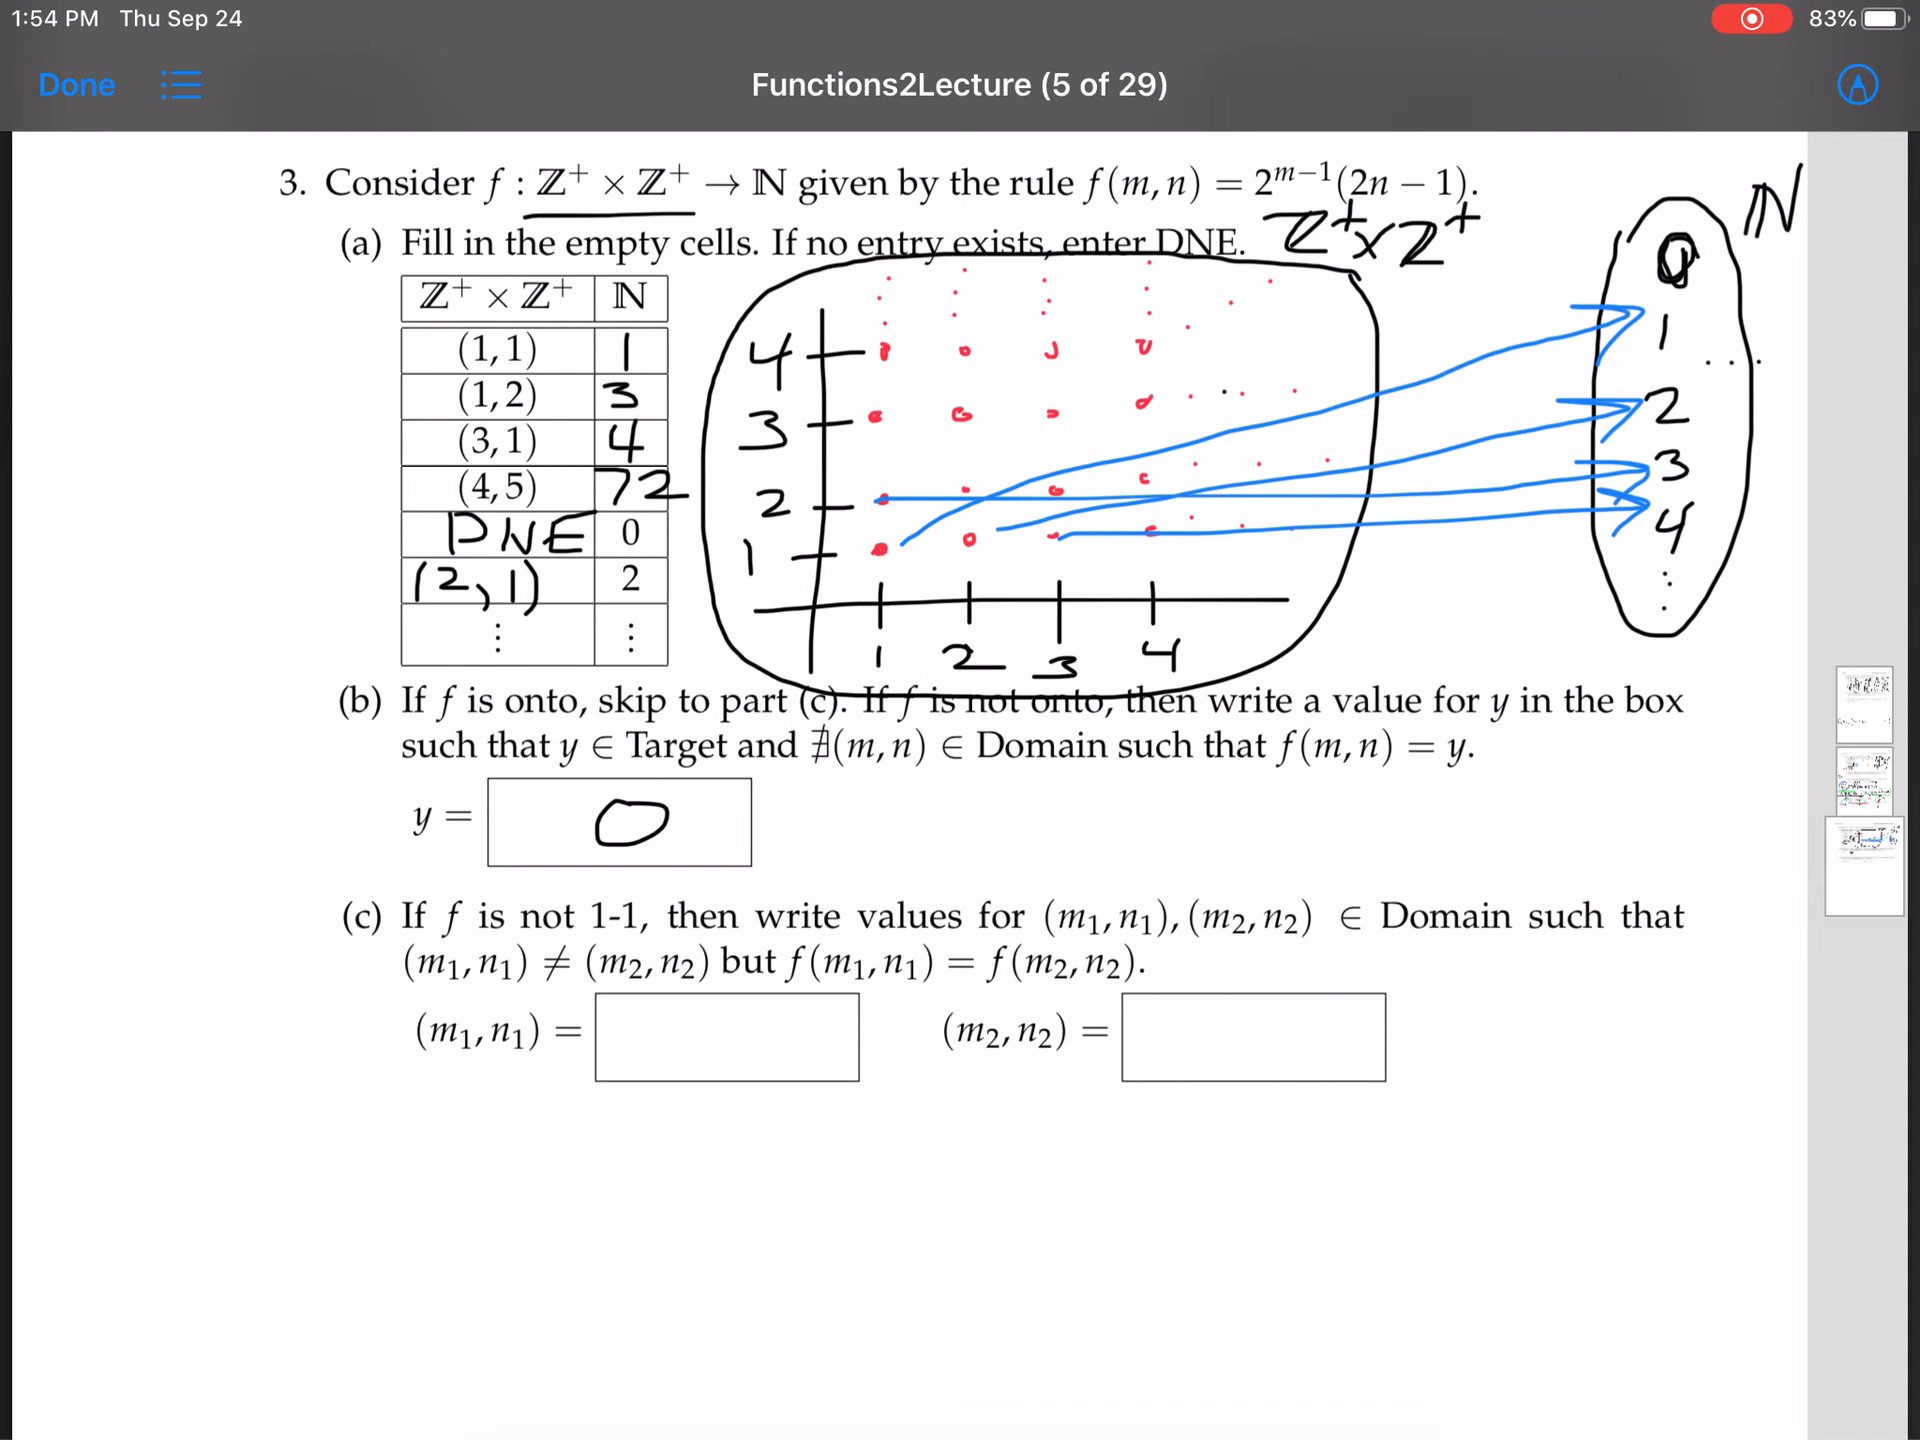 1:54 PM Thu Sep 24
83%
Done
Functions2Lecture (5 of 29)
3. Consider f : ℤ⁺ × ℤ⁺ → ℕ given by the rule f(m, n) = 2ᵐ⁻¹(2n − 1).
(a) Fill in the empty cells. If no entry exists, enter DNE.
ℤ⁺ × ℤ⁺ ℕ
(1, 1) 1
(1, 2) 3
(3, 1) 4
(4, 5) 72
DNE 0
(2, 1) 2
⋮ ⋮
Z⁺ × Z⁺
4
3
2
1
1 2 3 4
ℕ
0
1
...
2
3
4
⋮
(b) If f is onto, skip to part (c). If f is not onto, then write a value for y in the box
such that y ∈ Target and ∄(m, n) ∈ Domain such that f(m, n) = y.
y = 0
(c) If f is not 1-1, then write values for (m₁, n₁), (m₂, n₂) ∈ Domain such that
(m₁, n₁) ≠ (m₂, n₂) but f(m₁, n₁) = f(m₂, n₂).
(m₁, n₁) = (m₂, n₂) =